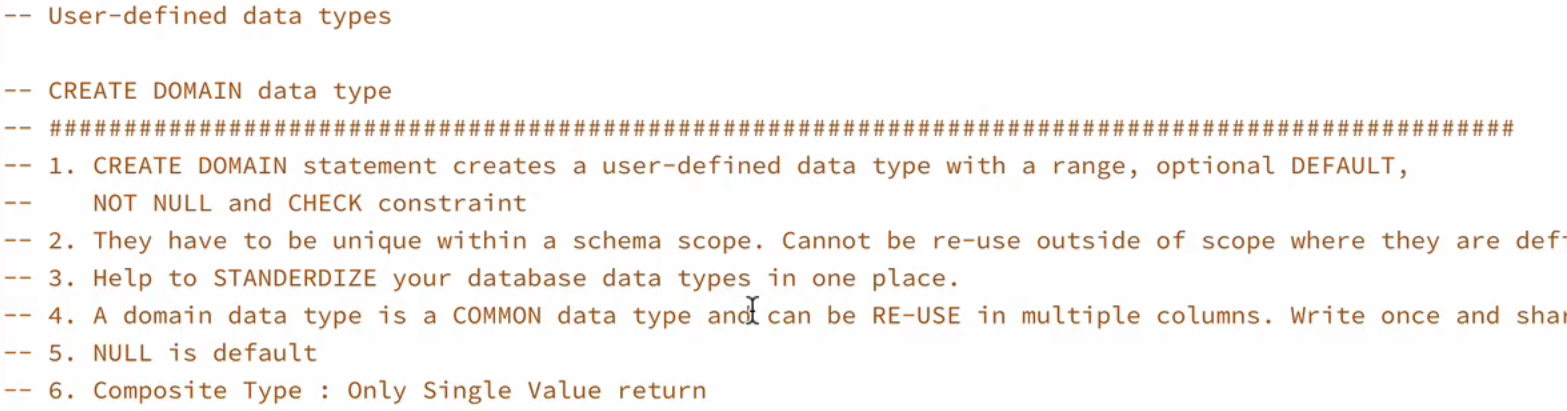 -- User-defined data types
-- CREATE DOMAIN data type
-- ##################################################################################################
-- 1. CREATE DOMAIN statement creates a user-defined data type with a range, optional DEFAULT,
--    NOT NULL and CHECK constraint
-- 2. They have to be unique within a schema scope. Cannot be re-use outside of scope where they are
-- 3. Help to STANDERDIZE your database data types in one place.
-- 4. A domain data type is a COMMON data type and can be RE-USE in multiple columns. Write once and
-- 5. NULL is default
-- 6. Composite Type : Only Single Value return